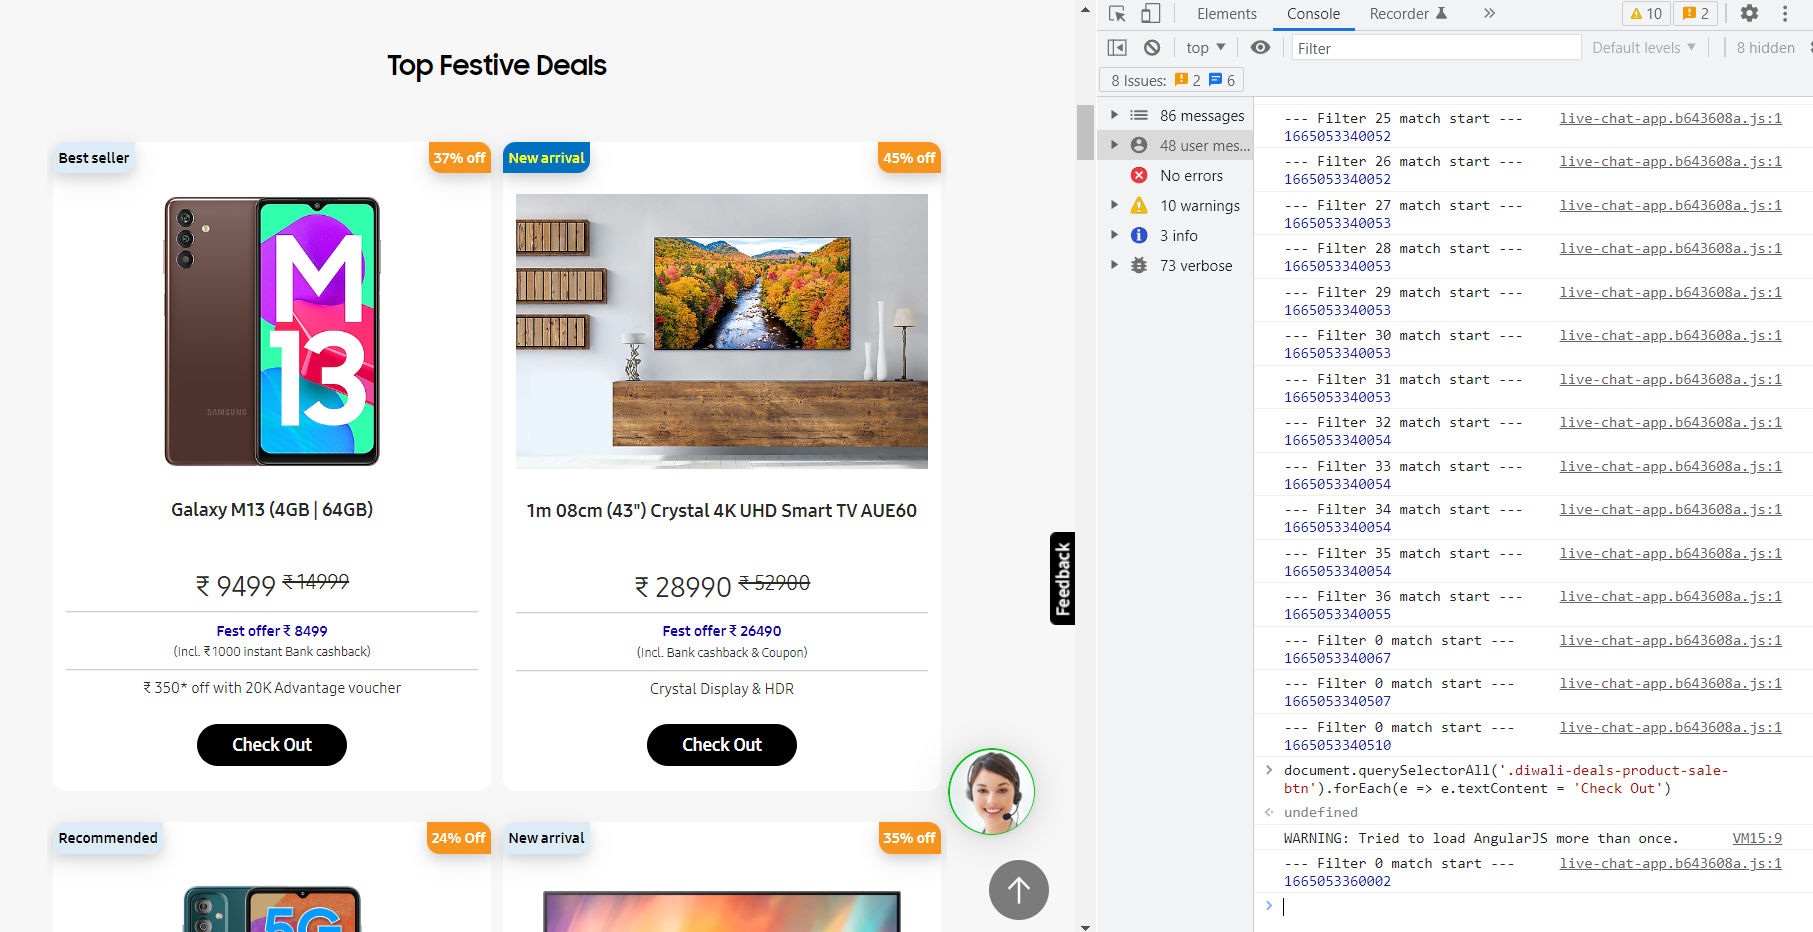 Top Festive Deals
Best seller
37% off
SAMSUNG
M
13
Galaxy M13 (4GB | 64GB)
₹ 9499 ₹ 14999
Fest offer ₹ 8499
(Incl. ₹ 1000 instant Bank cashback)
₹ 350* off with 20K Advantage voucher
Check Out
New arrival
45% off
1m 08cm (43") Crystal 4K UHD Smart TV AUE60
₹ 28990 ₹ 52900
Fest offer ₹ 26490
(Incl. Bank cashback & Coupon)
Crystal Display & HDR
Check Out
Recommended
24% Off
5G
New arrival
35% off
Feedback
Elements
Console
Recorder
10
2
top
Filter
Default levels
8 hidden
8 Issues: 2 6
86 messages
48 user mes...
No errors
10 warnings
3 info
73 verbose
--- Filter 25 match start --- live-chat-app.b643608a.js:1
1665053340052
--- Filter 26 match start --- live-chat-app.b643608a.js:1
1665053340052
--- Filter 27 match start --- live-chat-app.b643608a.js:1
1665053340053
--- Filter 28 match start --- live-chat-app.b643608a.js:1
1665053340053
--- Filter 29 match start --- live-chat-app.b643608a.js:1
1665053340053
--- Filter 30 match start --- live-chat-app.b643608a.js:1
1665053340053
--- Filter 31 match start --- live-chat-app.b643608a.js:1
1665053340053
--- Filter 32 match start --- live-chat-app.b643608a.js:1
1665053340054
--- Filter 33 match start --- live-chat-app.b643608a.js:1
1665053340054
--- Filter 34 match start --- live-chat-app.b643608a.js:1
1665053340054
--- Filter 35 match start --- live-chat-app.b643608a.js:1
1665053340054
--- Filter 36 match start --- live-chat-app.b643608a.js:1
1665053340055
--- Filter 0 match start --- live-chat-app.b643608a.js:1
1665053340067
--- Filter 0 match start --- live-chat-app.b643608a.js:1
1665053340507
--- Filter 0 match start --- live-chat-app.b643608a.js:1
1665053340510
document.querySelectorAll('.diwali-deals-product-sale-
btn').forEach(e => e.textContent = 'Check Out')
undefined
WARNING: Tried to load AngularJS more than once. VM15:9
--- Filter 0 match start --- live-chat-app.b643608a.js:1
1665053360002